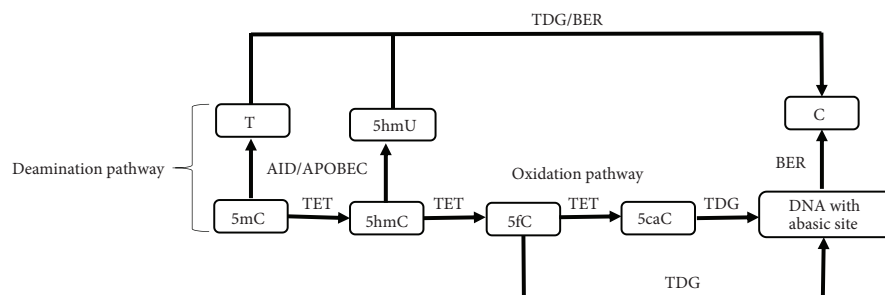 TDG/BER
T
5hmU
C
Deamination pathway
AID/APOBEC
Oxidation pathway
BER
5mC
TET
5hmC
TET
5fC
TET
5caC
TDG
DNA with
abasic site
TDG